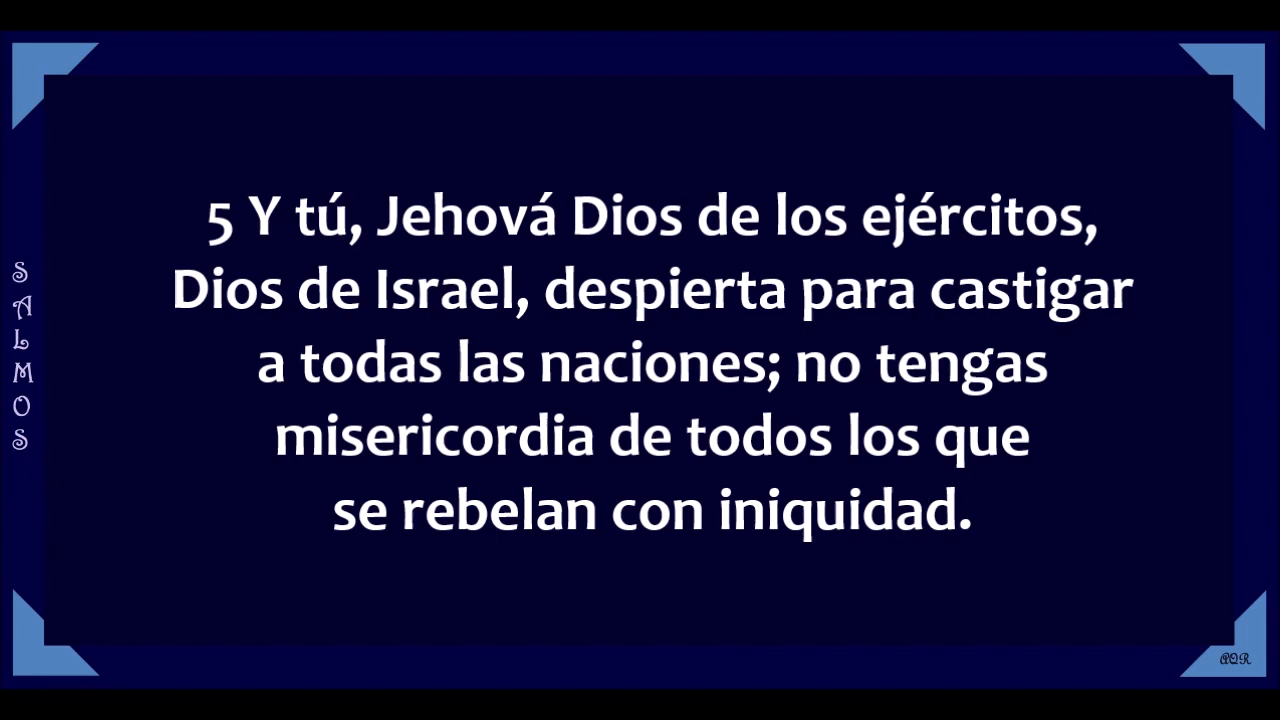 SALMOS
5 Y tú, Jehová Dios de los ejércitos,
Dios de Israel, despierta para castigar
a todas las naciones; no tengas
misericordia de todos los que
se rebelan con iniquidad.